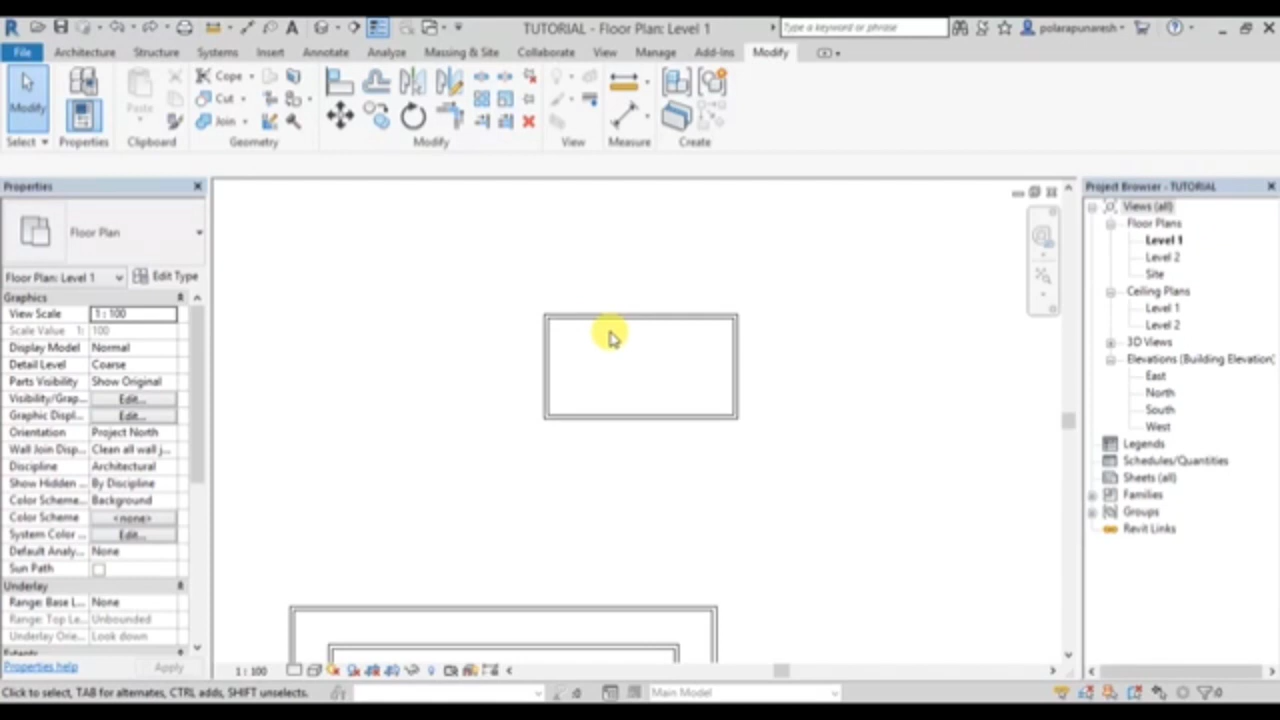 TUTORIAL - Floor Plan: Level 1
Type a keyword or phrase
polarapunaresh
File Architecture Structure Systems Insert Annotate Analyze Massing & Site Collaborate View Manage Add-Ins Modify
Modify
Paste
Cope
Cut
Join
Select Properties Clipboard Geometry Modify View Measure Create
Properties
Floor Plan
Floor Plan: Level 1 Edit Type
Graphics
View Scale 1 : 100
Scale Value 1: 100
Display Model Normal
Detail Level Coarse
Parts Visibility Show Original
Visibility/Grap... Edit...
Graphic Displ... Edit...
Orientation Project North
Wall Join Disp... Clean all wall j...
Discipline Architectural
Show Hidden ... By Discipline
Color Scheme... Background
Color Scheme <none>
System Color ... Edit...
Default Analy... None
Sun Path
Underlay
Range: Base L... None
Range: Top Le... Unbounded
Underlay Orie... Look down
Extents
Properties help Apply
1 : 100
Project Browser - TUTORIAL
Views (all)
Floor Plans
Level 1
Level 2
Site
Ceiling Plans
Level 1
Level 2
3D Views
Elevations (Building Elevation)
East
North
South
West
Legends
Schedules/Quantities
Sheets (all)
Families
Groups
Revit Links
Click to select, TAB for alternates, CTRL adds, SHIFT unselects.
:0
Main Model
:0